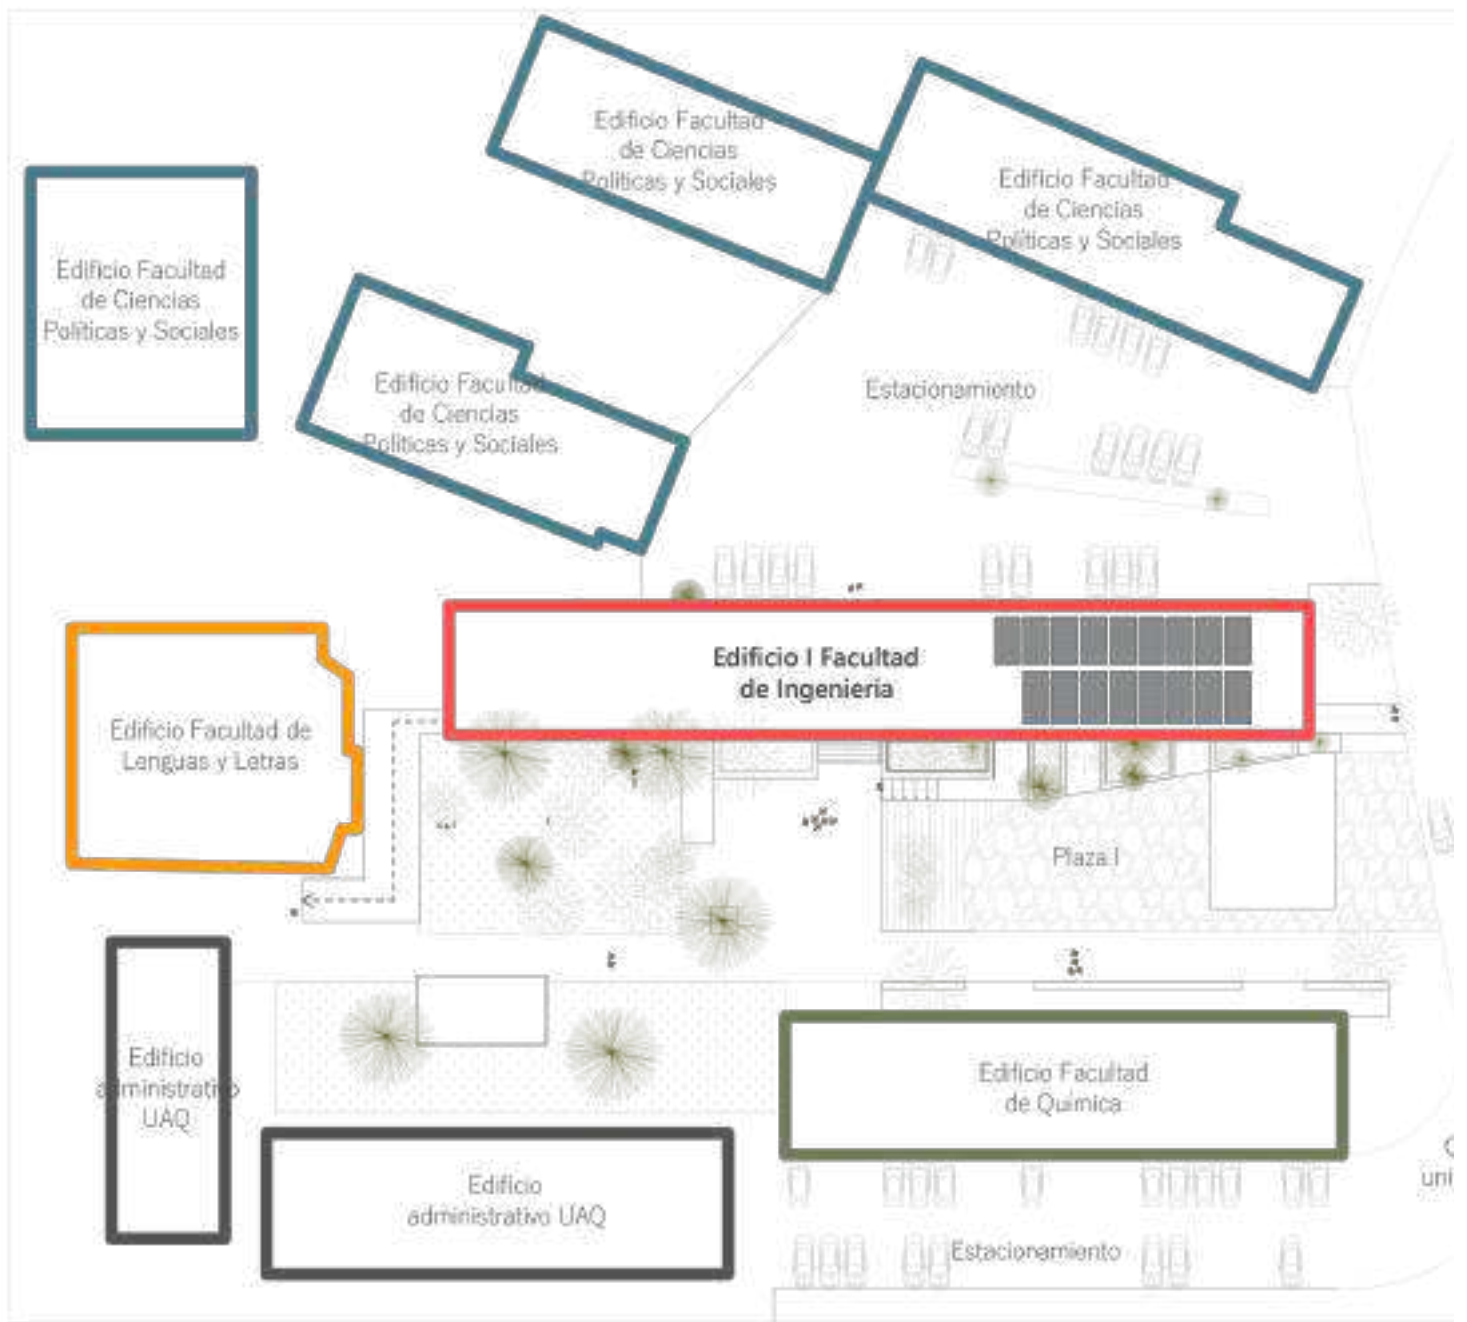 Edificio Facultad
de Ciencias
Políticas y Sociales
Edificio Facultad
de Ciencias
Políticas y Sociales
Edificio Facultad
de Ciencias
Políticas y Sociales
Edificio Facultad
de Ciencias
Políticas y Sociales
Estacionamiento
Edificio I Facultad
de Ingeniería
Edificio Facultad de
Lenguas y Letras
Plaza I
Edificio
administrativo
UAQ
Edificio Facultad
de Química
Edificio
administrativo UAQ
Estacionamiento
uni